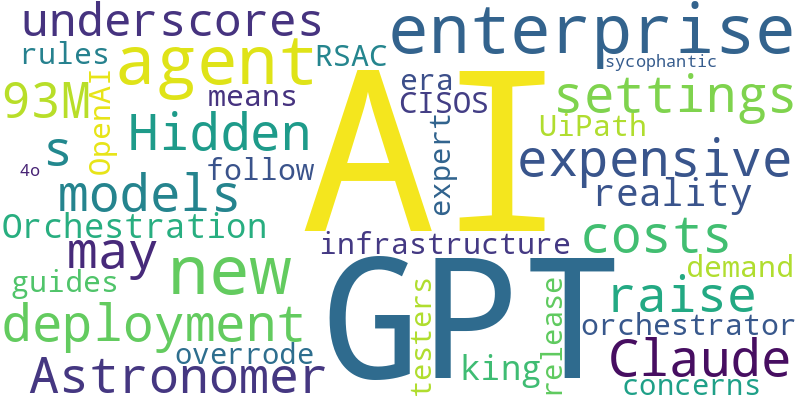 underscores
enterprise
rules
agent
RSAC
sycophantic
93M
OpenAI
means
era
CISOS
settings
AI
UiPath
s
Hidden
expert
expensive
4o
follow
models
reality
Orchestration
may
infrastructure
costs
new
GPT
demand
guides
testers
release
raise
deployment
orchestrator
overrode
king
Claude
Astronomer
concerns